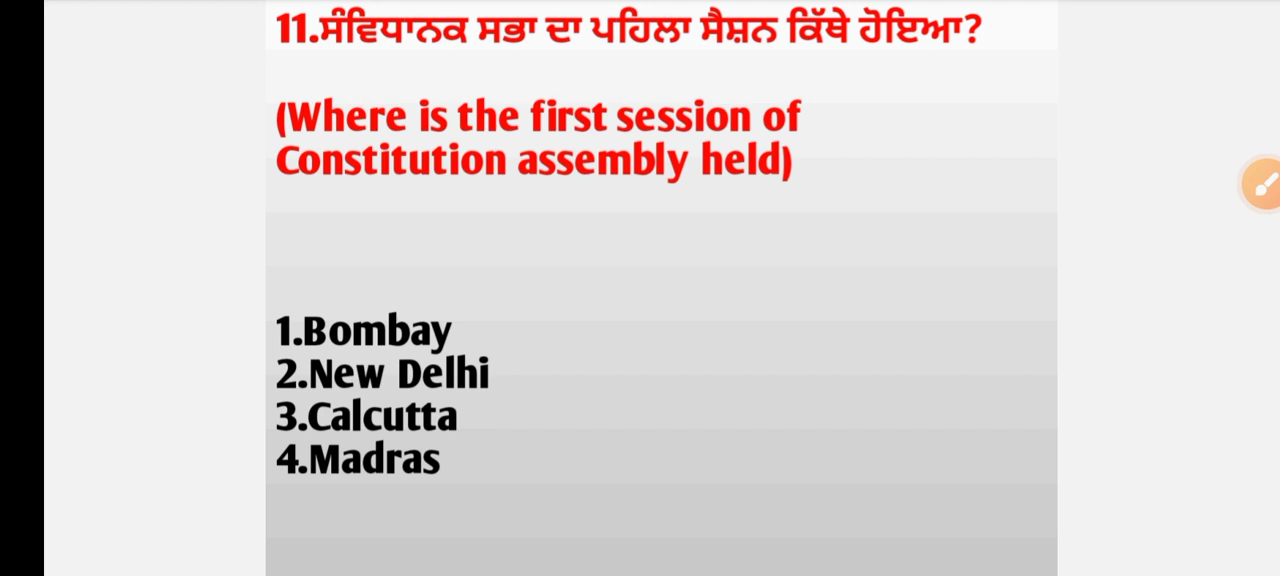 11.ਸੰਵਿਧਾਨਕ ਸਭਾ ਦਾ ਪਹਿਲਾ ਸੈਸ਼ਨ ਕਿੱਥੇ ਹੋਇਆ?
(Where is the first session of
Constitution assembly held)
1.Bombay
2.New Delhi
3.Calcutta
4.Madras